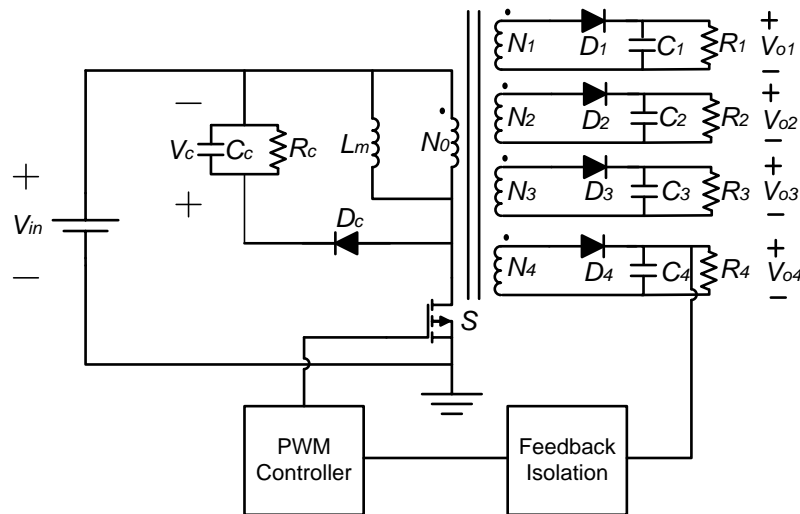 N1 D1 C1 R1 + Vo1 −
N2 D2 C2 R2 + Vo2 −
N3 D3 C3 R3 + Vo3 −
N4 D4 C4 R4 + Vo4 −
− Vc + Cc Rc Lm N0
+ Vin −
Dc
S
PWM
Controller
Feedback
Isolation